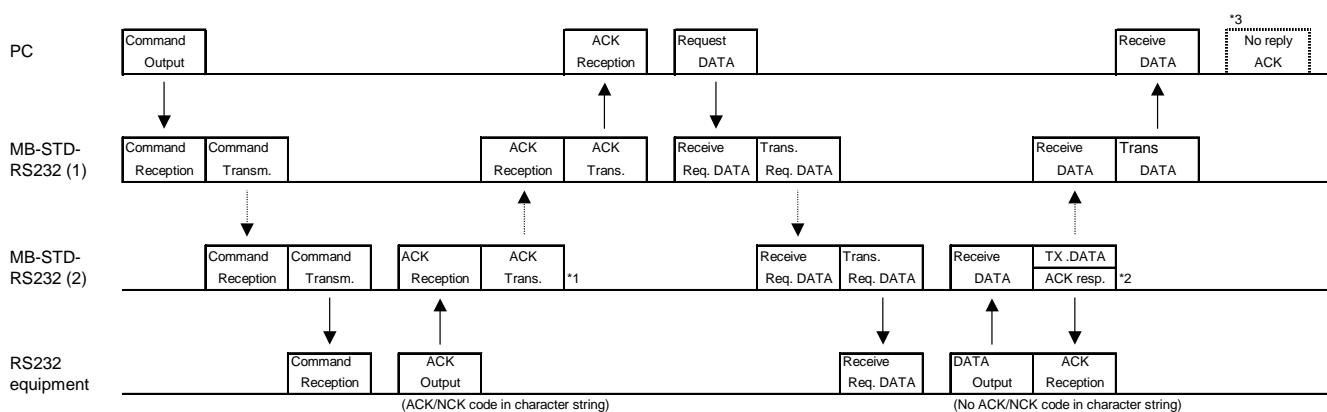 *3
PC
Command
Output
ACK
Reception
Request
DATA
Receive
DATA
No reply
ACK
MB-STD-
RS232 (1)
Command
Reception
Command
Transm.
ACK
Reception
ACK
Trans.
Receive
Req. DATA
Trans.
Req. DATA
Receive
DATA
Trans
DATA
MB-STD-
RS232 (2)
Command
Reception
Command
Transm.
ACK
Reception
ACK
Trans.
*1
Receive
Req. DATA
Trans.
Req. DATA
Receive
DATA
TX .DATA
ACK resp.
*2
RS232
equipment
Command
Reception
ACK
Output
Receive
Req. DATA
DATA
Output
ACK
Reception
(ACK/NCK code in character string)
(No ACK/NCK code in character string)